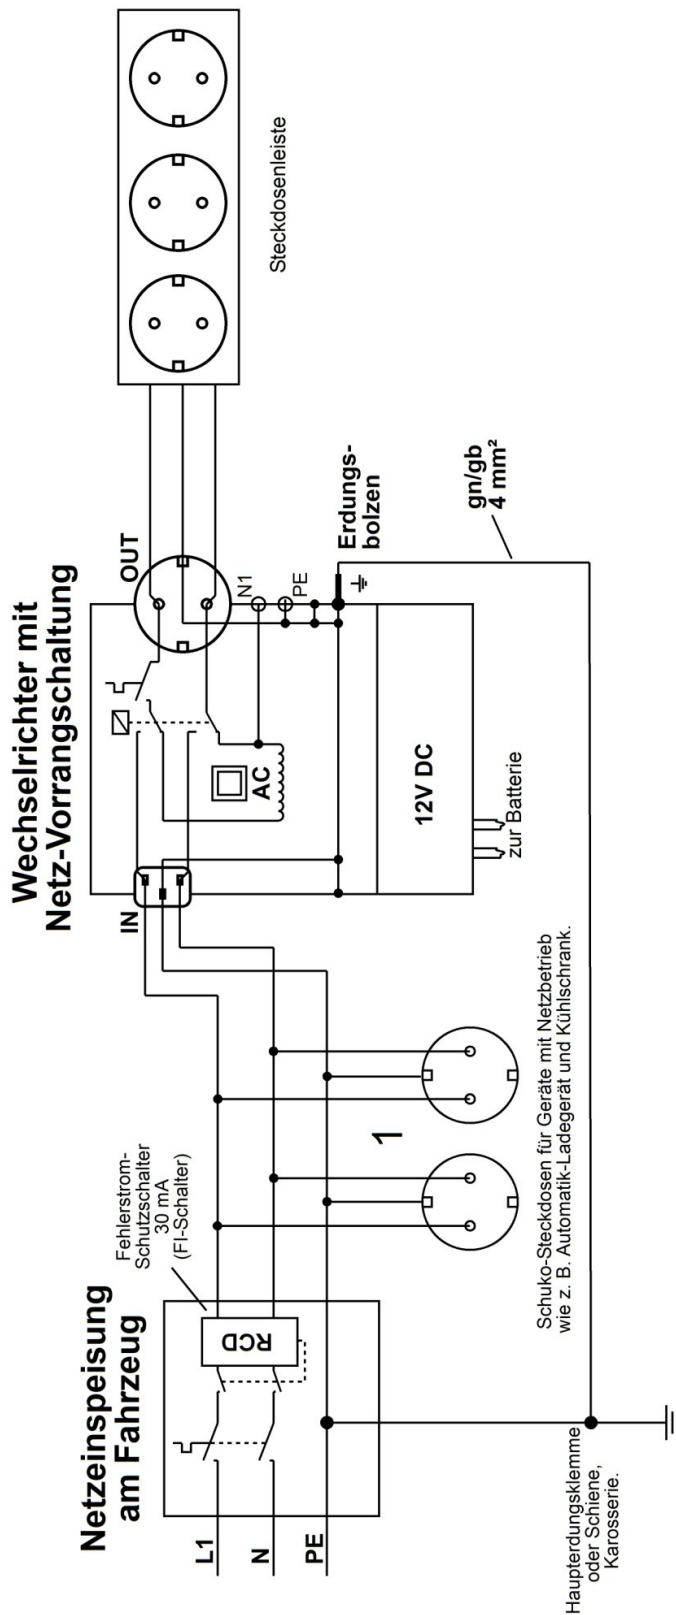 Netzeinspeisung
am Fahrzeug
Fehlerstrom-
Schutzschalter
30 mA
(FI-Schalter)
RCD
L1
N
PE
Haupterdungsklemme
oder Schiene,
Karosserie.
1
Schuko-Steckdosen für Geräte mit Netzbetrieb
wie z. B. Automatik-Ladegerät und Kühlschrank.
Wechselrichter mit
Netz-Vorrangschaltung
IN
OUT
AC
N1
PE
12V DC
zur Batterie
Erdungs-
bolzen
gn/gb
4 mm²
Steckdosenleiste